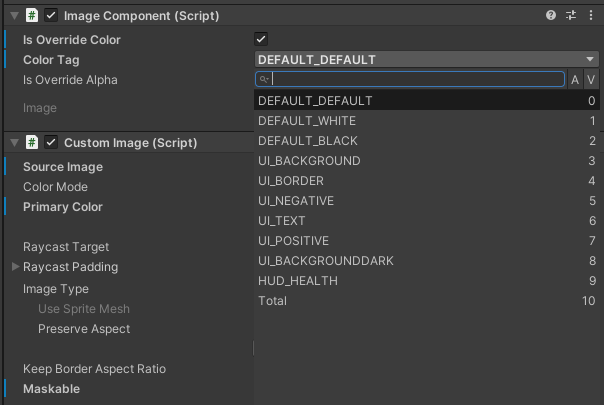 Image Component (Script)
Is Override Color
Color Tag DEFAULT_DEFAULT
Is Override Alpha A V
Image DEFAULT_DEFAULT 0
DEFAULT_WHITE 1
Custom Image (Script) DEFAULT_BLACK 2
Source Image UI_BACKGROUND 3
Color Mode UI_BORDER 4
Primary Color UI_NEGATIVE 5
UI_TEXT 6
Raycast Target UI_POSITIVE 7
Raycast Padding UI_BACKGROUNDDARK 8
Image Type HUD_HEALTH 9
Use Sprite Mesh Total 10
Preserve Aspect
Keep Border Aspect Ratio
Maskable